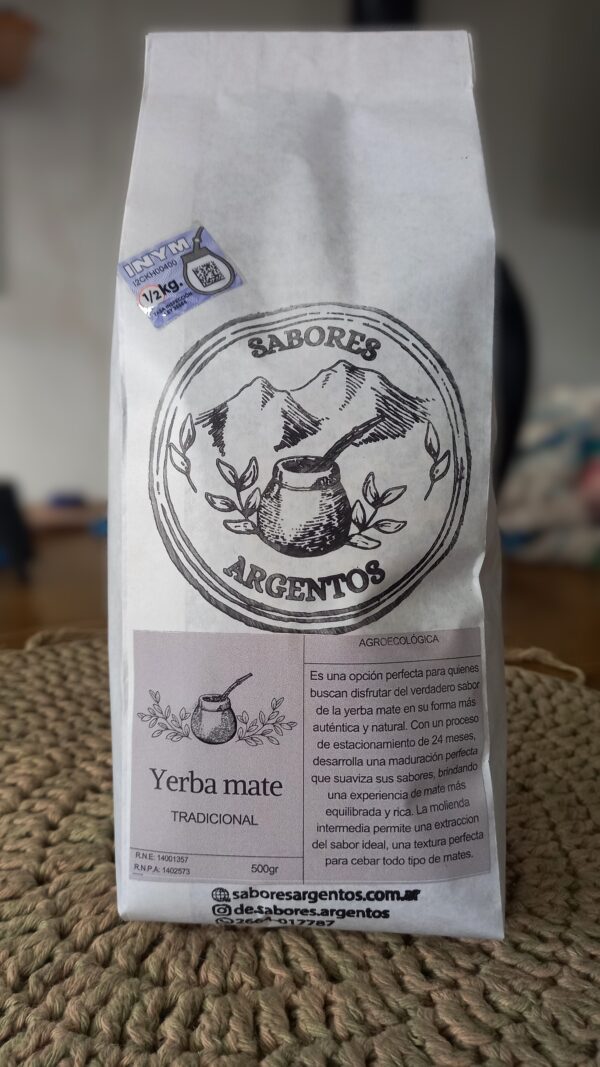 INYM
12CKH00400
1/2 kg.
SABORES
ARGENTOS
Yerba mate
TRADICIONAL
R.N.E: 14001357
R.N.P.A: 1402573
500gr
AGROECOLÓGICA
Es una opción perfecta para quienes
buscan disfrutar del verdadero sabor
de la yerba mate en su forma más
auténtica y natural. Con un proceso
de estacionamiento de 24 meses,
desarrolla una maduración perfecta
que suaviza sus sabores, brindando
una experiencia de mate más
equilibrada y rica. La molienda
intermedia permite una extraccion
del sabor ideal, una textura perfecta
para cebar todo tipo de mates.
saboresargentos.com.ar
de.sabores.argentos